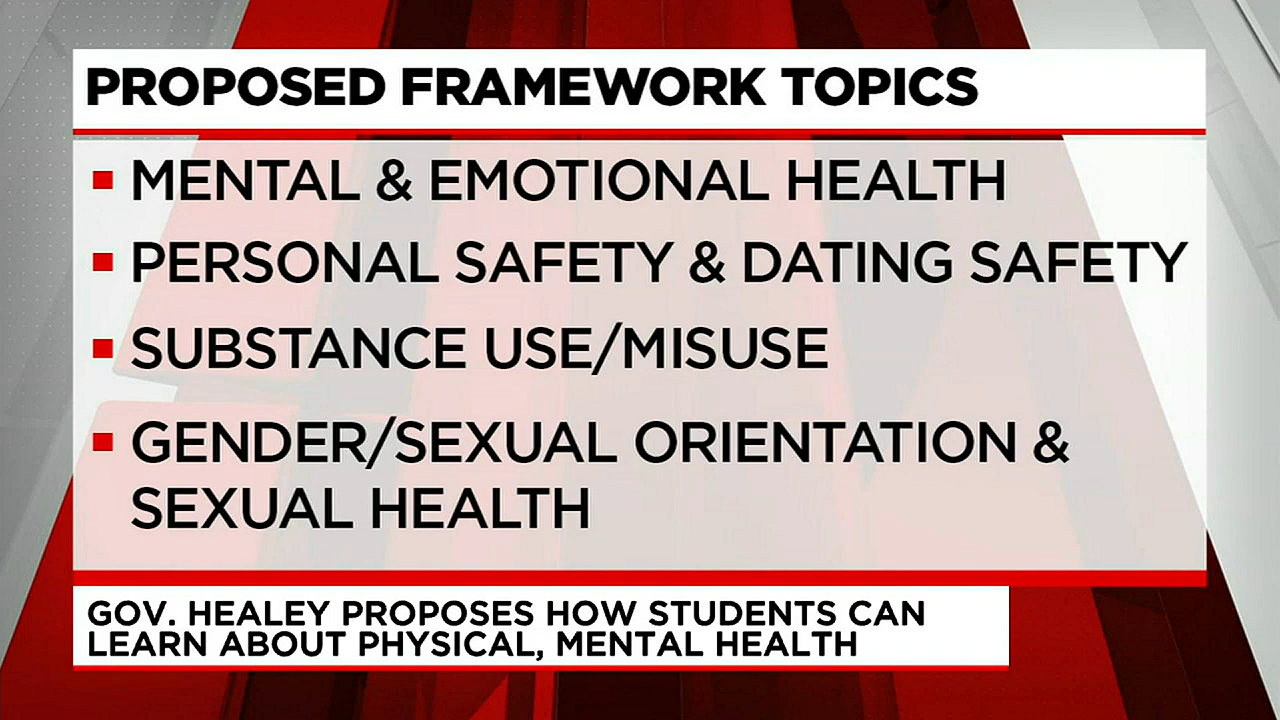 PROPOSED FRAMEWORK TOPICS
MENTAL & EMOTIONAL HEALTH
PERSONAL SAFETY & DATING SAFETY
SUBSTANCE USE/MISUSE
GENDER/SEXUAL ORIENTATION &
SEXUAL HEALTH
GOV. HEALEY PROPOSES HOW STUDENTS CAN
LEARN ABOUT PHYSICAL, MENTAL HEALTH